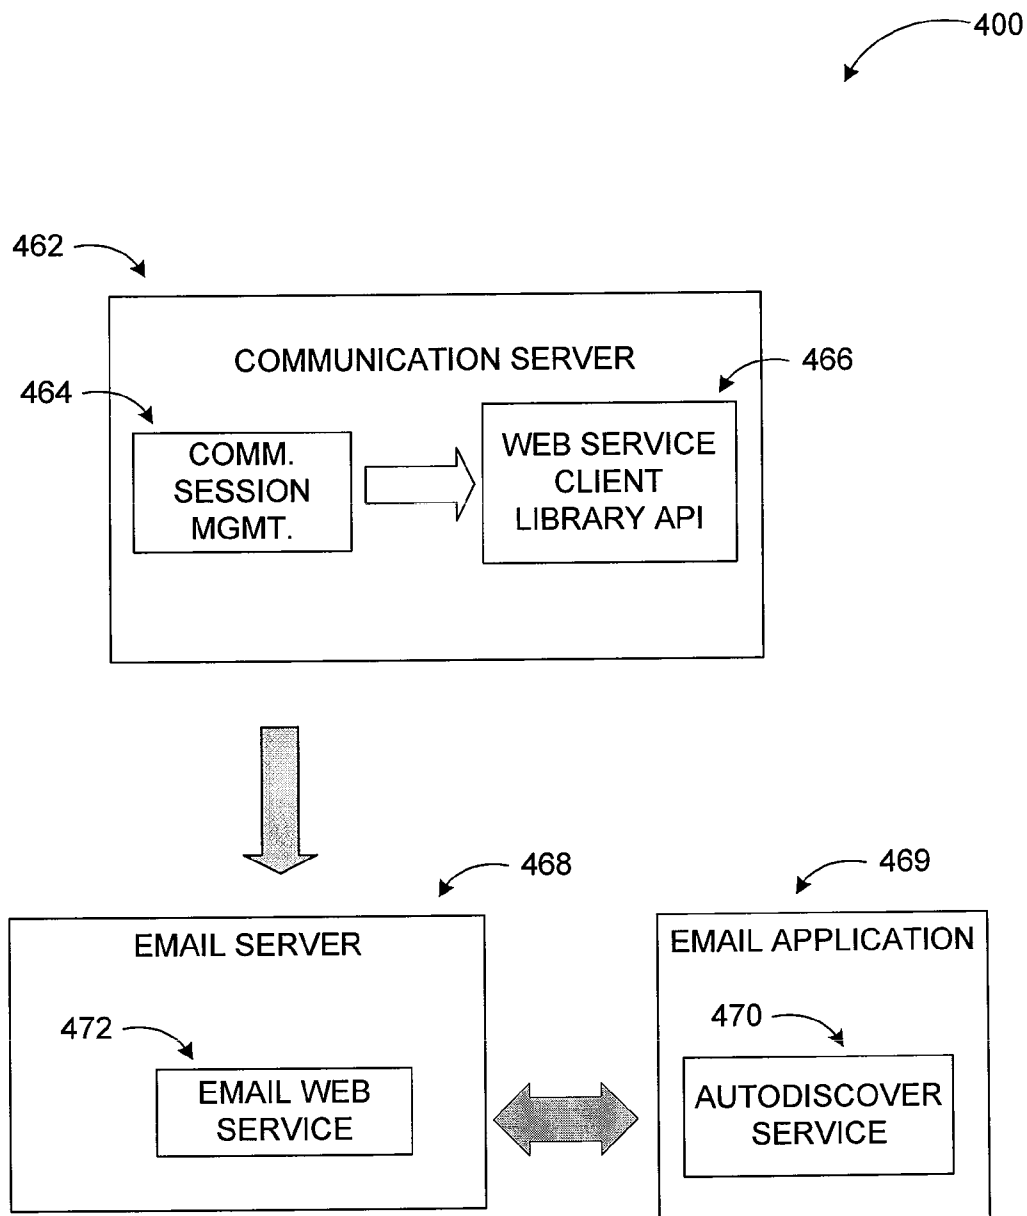 400
462
COMMUNICATION SERVER
466
464
COMM.
SESSION
MGMT.
WEB SERVICE
CLIENT
LIBRARY API
468
469
EMAIL SERVER
EMAIL APPLICATION
472
470
EMAIL WEB
SERVICE
AUTODISCOVER
SERVICE